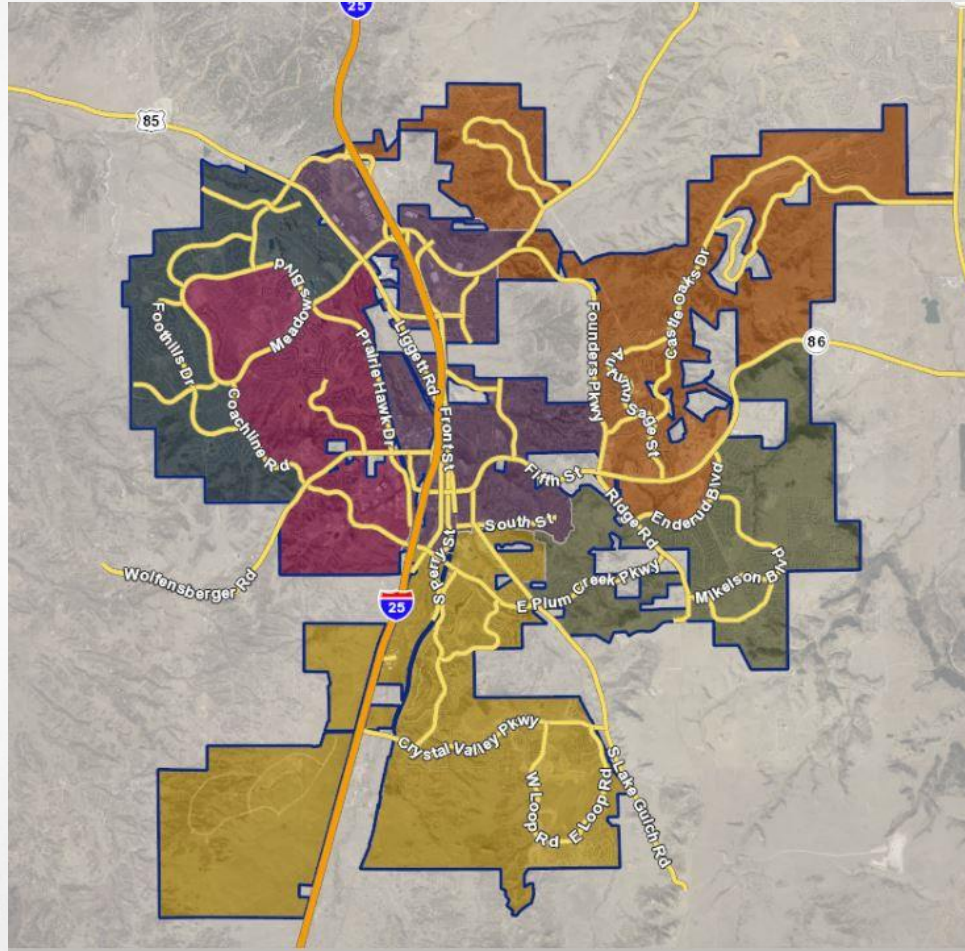 25
85
Meadows Blvd
Foothills Dr
Liggett Rd
Castle Oaks Dr
Founders Pkwy
86
Prairie Hawk Dr
Autumn Sage St
Coachline Rd
Front St
Fifth St
Ridge Rd
Enderud Blvd
South St
Wolfensberger Rd
S Perry St
Mikelson Blvd
E Plum Creek Pkwy
25
Crystal Valley Pkwy
W Loop Rd
E Loop Rd
S Lake Gulch Rd